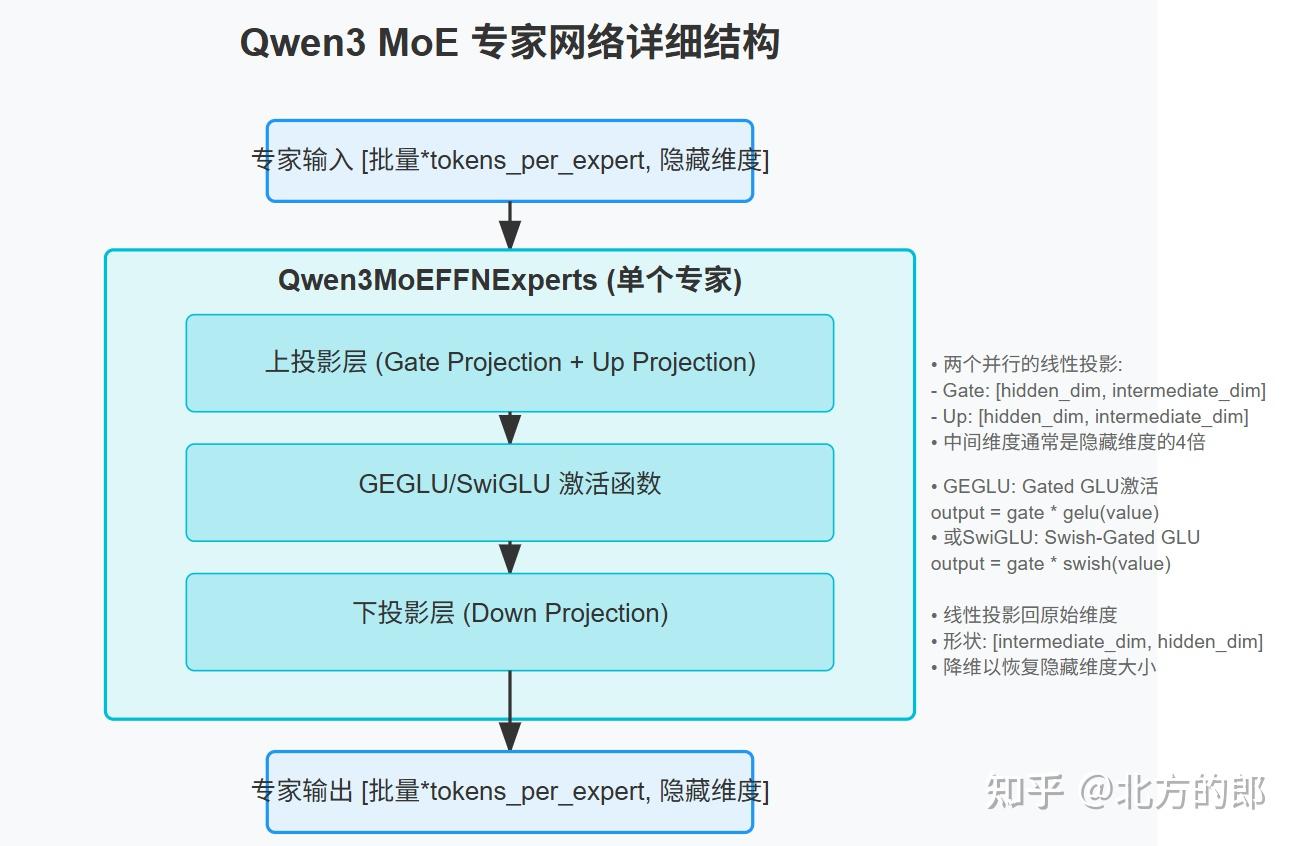 Qwen3 MoE 专家网络详细结构
专家输入 [批量*tokens_per_expert, 隐藏维度]
Qwen3MoEFFNExperts (单个专家)
上投影层 (Gate Projection + Up Projection)
• 两个并行的线性投影:
- Gate: [hidden_dim, intermediate_dim]
- Up: [hidden_dim, intermediate_dim]
• 中间维度通常是隐藏维度的4倍
GEGLU/SwiGLU 激活函数
• GEGLU: Gated GLU激活
output = gate * gelu(value)
• 或SwiGLU: Swish-Gated GLU
output = gate * swish(value)
下投影层 (Down Projection)
• 线性投影回原始维度
• 形状: [intermediate_dim, hidden_dim]
• 降维以恢复隐藏维度大小
专家输出 [批量*tokens_per_expert, 隐藏维度]
知乎 @北方的郎